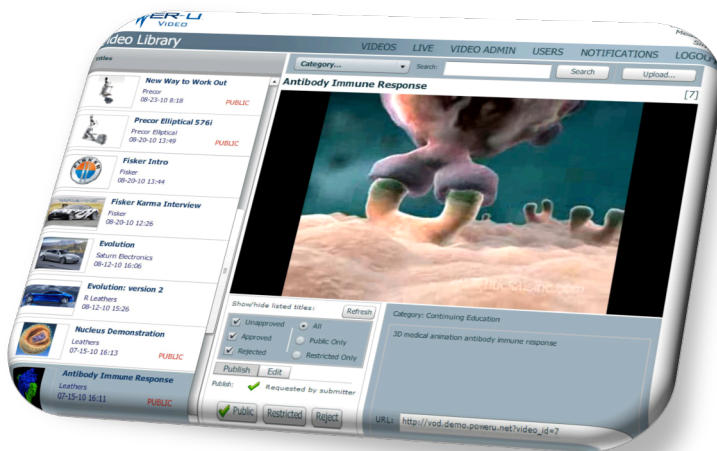 ER-U
VIDEO
Video Library
VIDEOS LIVE VIDEO ADMIN USERS NOTIFICATIONS LOGOUT
titles
Category... Search: Search Upload...
New Way to Work Out
Precor
08-23-10 8:18 PUBLIC
Precor Elliptical 576i
Precor Elliptical
08-20-10 13:49 PUBLIC
Fisker Intro
Fisker
08-20-10 13:44
Fisker Karma Interview
Fisker
08-20-10 12:26
Evolution
Saturn Electronics
08-12-10 16:06
Evolution: version 2
R Leathers
08-12-10 15:26
Nucleus Demonstration
Leathers
07-15-10 16:13 PUBLIC
Antibody Immune Response
Leathers
07-15-10 16:11 PUBLIC
Antibody Immune Response [7]
Show/hide listed titles: Refresh
Unapproved All
Approved Public Only
Rejected Restricted Only
Publish Edit
Publish: Requested by submitter
Public Restricted Reject
Category: Continuing Education
3D medical animation antibody immune response
URL: http://vod.demo.poweru.net?video_id=7